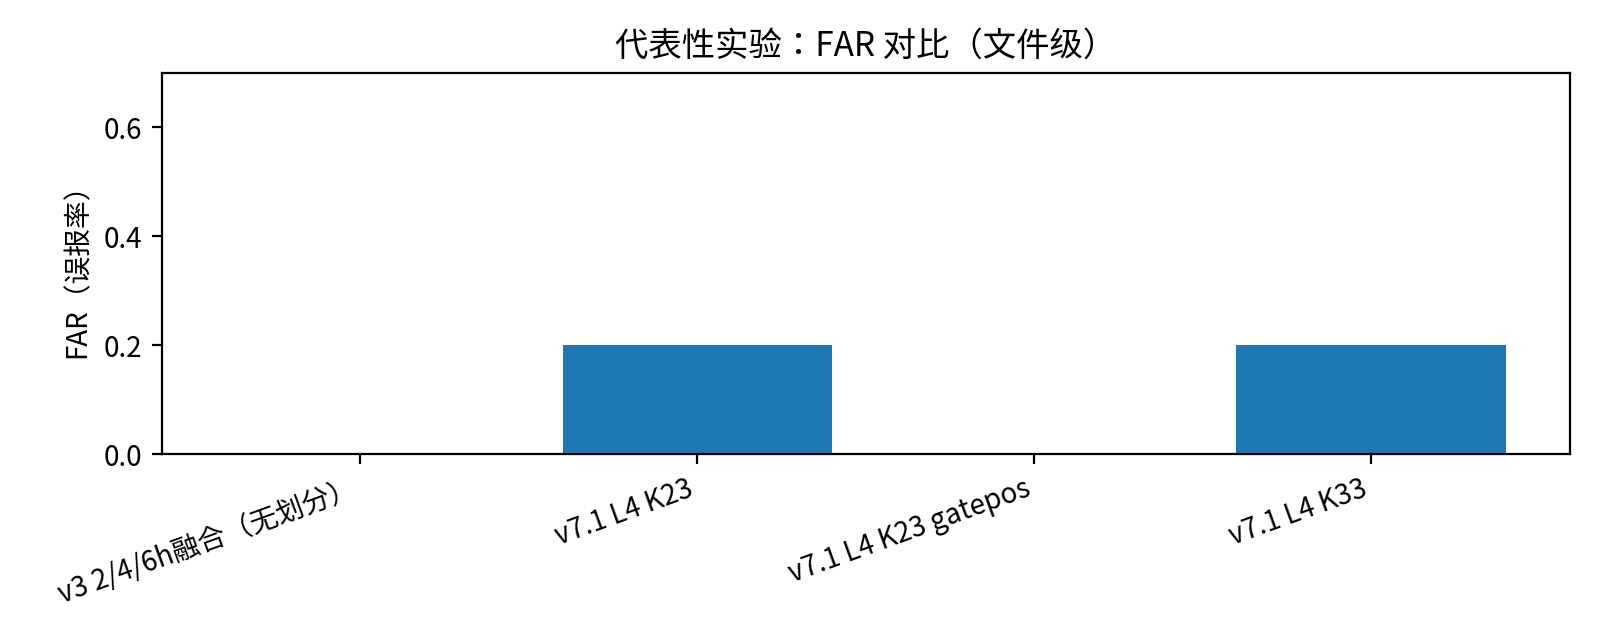 代表性实验：FAR 对比（文件级）
FAR（误报率）
0.6
0.4
0.2
0.0
v3 2/4/6h融合（无划分）
v7.1 L4 K23
v7.1 L4 K23 gatepos
v7.1 L4 K33